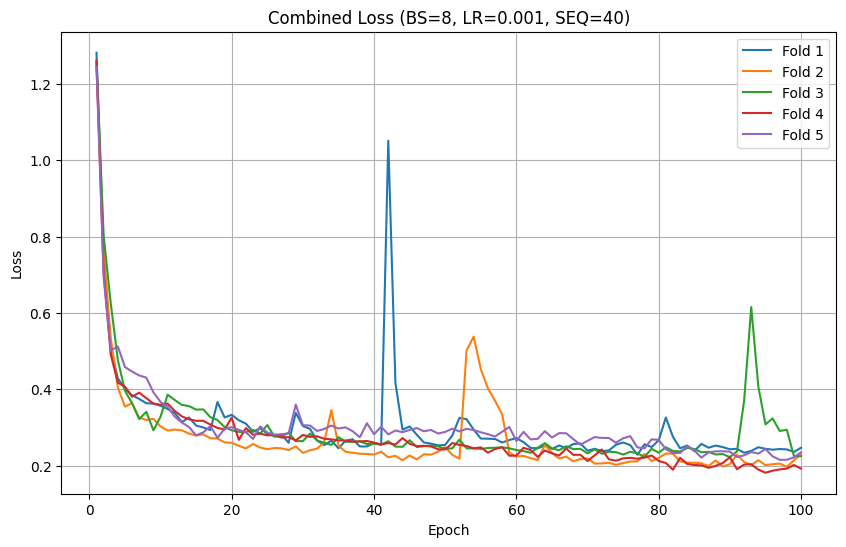 Combined Loss (BS=8, LR=0.001, SEQ=40)
Fold 1
Fold 2
Fold 3
Fold 4
Fold 5
Loss
1.2
1.0
0.8
0.6
0.4
0.2
0
20
40
60
80
100
Epoch